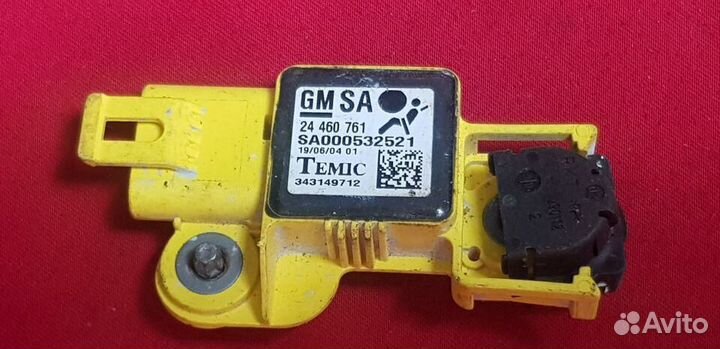 GM SA
24 460 761
SA000532521
19/06/04 01
TEMIC
343149712
Avito